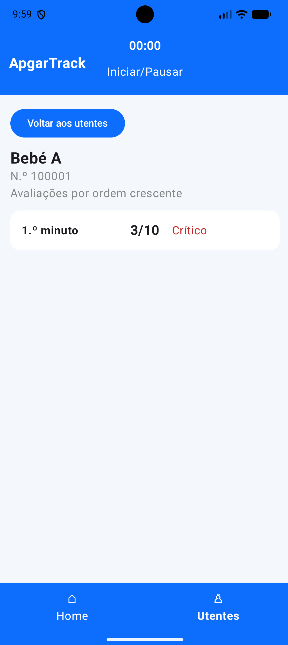 9:59
00:00
ApgarTrack
Iniciar/Pausar
Voltar aos utentes
Bebé A
N.º 100001
Avaliações por ordem crescente
1.º minuto 3/10 Crítico
Home Utentes